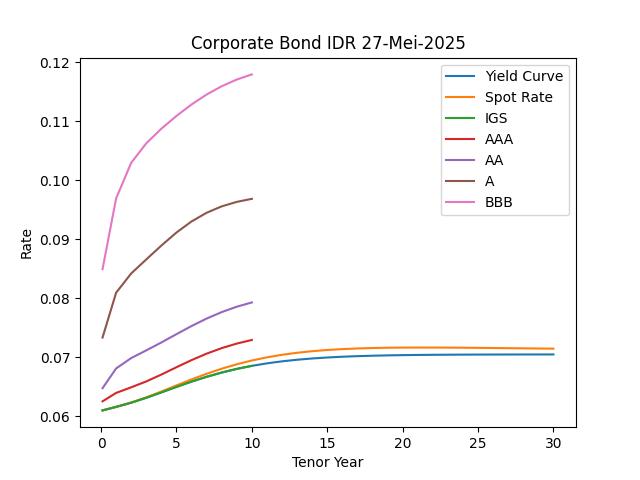 Corporate Bond IDR 27-Mei-2025
Rate
0.12
0.11
0.10
0.09
0.08
0.07
0.06
Yield Curve
Spot Rate
IGS
AAA
AA
A
BBB
0 5 10 15 20 25 30
Tenor Year